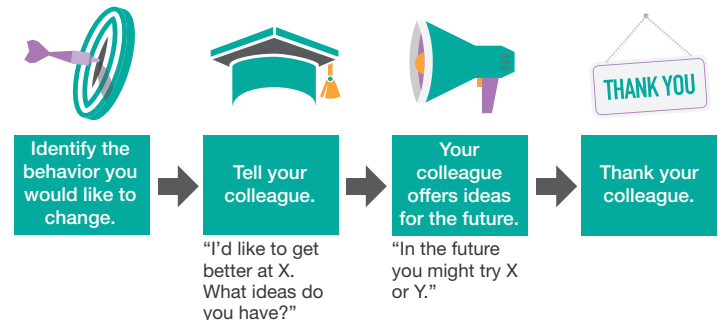 THANK YOU
Identify the
behavior you
would like to
change.
Tell your
colleague.
Your
colleague
offers ideas
for the future.
Thank your
colleague.
“I’d like to get
better at X.
What ideas do
you have?”
“In the future
you might try X
or Y.”